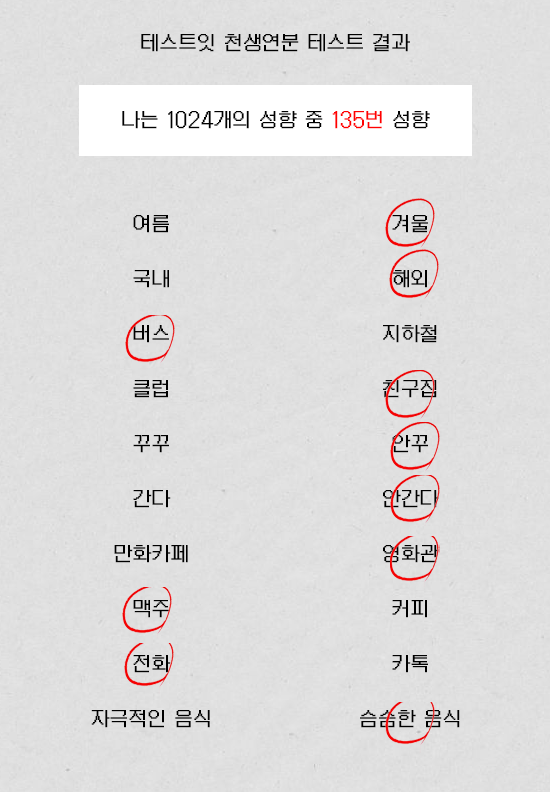 테스트잇 천생연분 테스트 결과
나는 1024개의 성향 중 135번 성향
여름 겨울
국내 해외
버스 지하철
클럽 친구집
꾸꾸 안꾸
간다 안간다
만화카페 영화관
맥주 커피
전화 카톡
자극적인 음식 슴슴한 음식